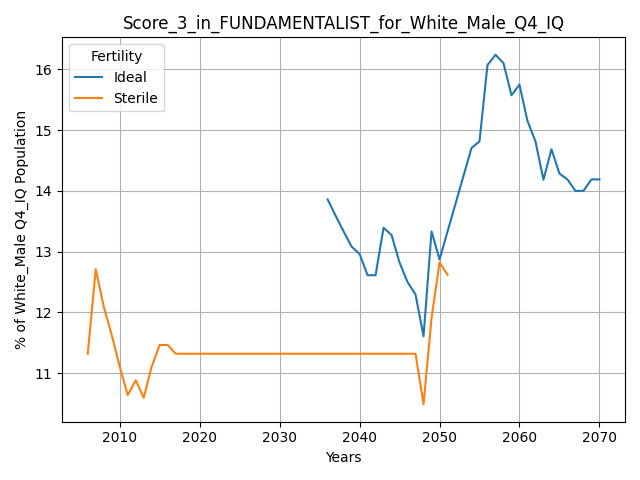 Score_3_in_FUNDAMENTALIST_for_White_Male_Q4_IQ
Fertility
Ideal
Sterile
% of White_Male Q4_IQ Population
16
15
14
13
12
11
2010 2020 2030 2040 2050 2060 2070
Years